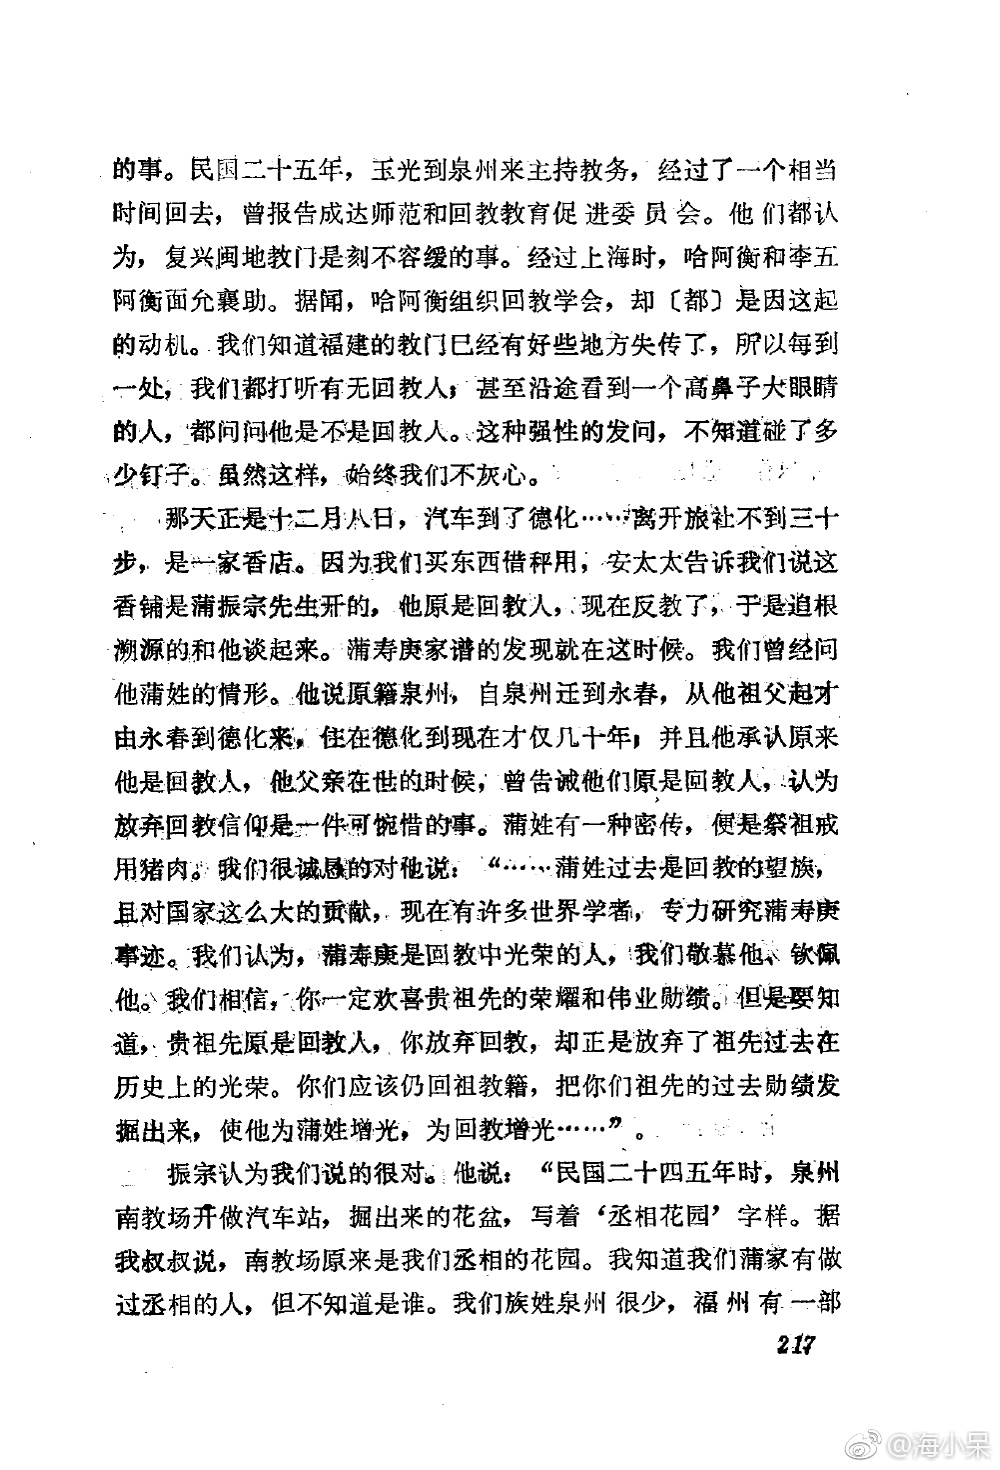 的事。民国二十五年，玉光到泉州来主持教务，经过了一个相当
时间回去，曾报告成达师范和回教教育促进委员会。他们都认
为，复兴闽地教门是刻不容缓的事。经过上海时，哈阿衡和李五
阿衡面允襄助。据闻，哈阿衡组织回教学会，却〔都〕是因这起
的动机。我们知道福建的教门已经有好些地方失传了，所以每到
一处，我们都打听有无回教人；甚至沿途看到一个高鼻子大眼睛
的人，都问问他是不是回教人。这种强性的发问，不知道碰了多
少钉子。虽然这样，始终我们不灰心。
那天正是十二月八日，汽车到了德化……离开旅社不到三十
步，是一家香店。因为我们买东西借秤用，安太太告诉我们说这
香铺是蒲振宗先生开的，他原是回教人，现在反教了，于是追根
溯源的和他谈起来。蒲寿庚家谱的发现就在这时候。我们曾经问
他蒲姓的情形。他说原籍泉州，自泉州迁到永春，从他祖父起才
由永春到德化来，住在德化到现在才仅几十年；并且他承认原来
他是回教人，他父亲在世的时候，曾告诫他们原是回教人，认为
放弃回教信仰是一件可惋惜的事。蒲姓有一种密传，便是祭祖戒
用猪肉。我们很诚恳的对他说：“……蒲姓过去是回教的望族，
且对国家这么大的贡献，现在有许多世界学者，专力研究蒲寿庚
事迹。我们认为，蒲寿庚是回教中光荣的人，我们敬慕他、钦佩
他。我们相信，你一定欢喜贵祖先的荣耀和伟业勋绩。但是要知
道，贵祖先原是回教人，你放弃回教，却正是放弃了祖先过去在
历史上的光荣。你们应该仍回祖教籍，把你们祖先的过去勋绩发
掘出来，使他为蒲姓增光，为回教增光……”。
振宗认为我们说的很对。他说：“民国二十四五年时，泉州
南教场开做汽车站，掘出来的花盆，写着‘丞相花园’字样。据
我叔叔说，南教场原来是我们丞相的花园。我知道我们蒲家有做
过丞相的人，但不知道是谁。我们族姓泉州很少，福州有一部
217
@海小呆